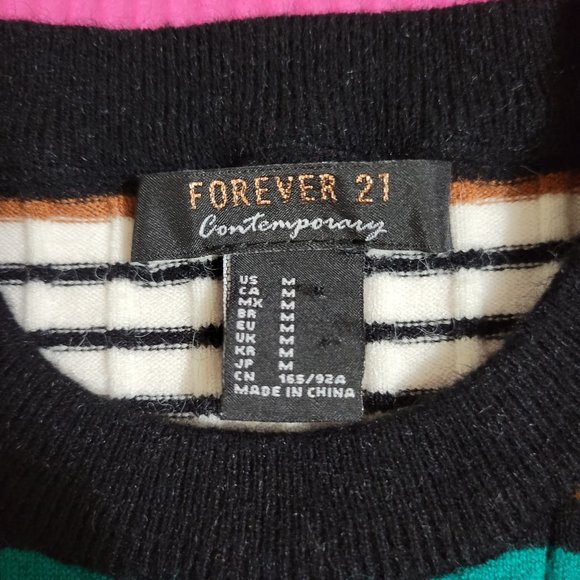 FOREVER 21
Contemporary
US M
CA M
MX M
BR M
EU M
UK M
KR M
JP M
CN 165/92A
MADE IN CHINA